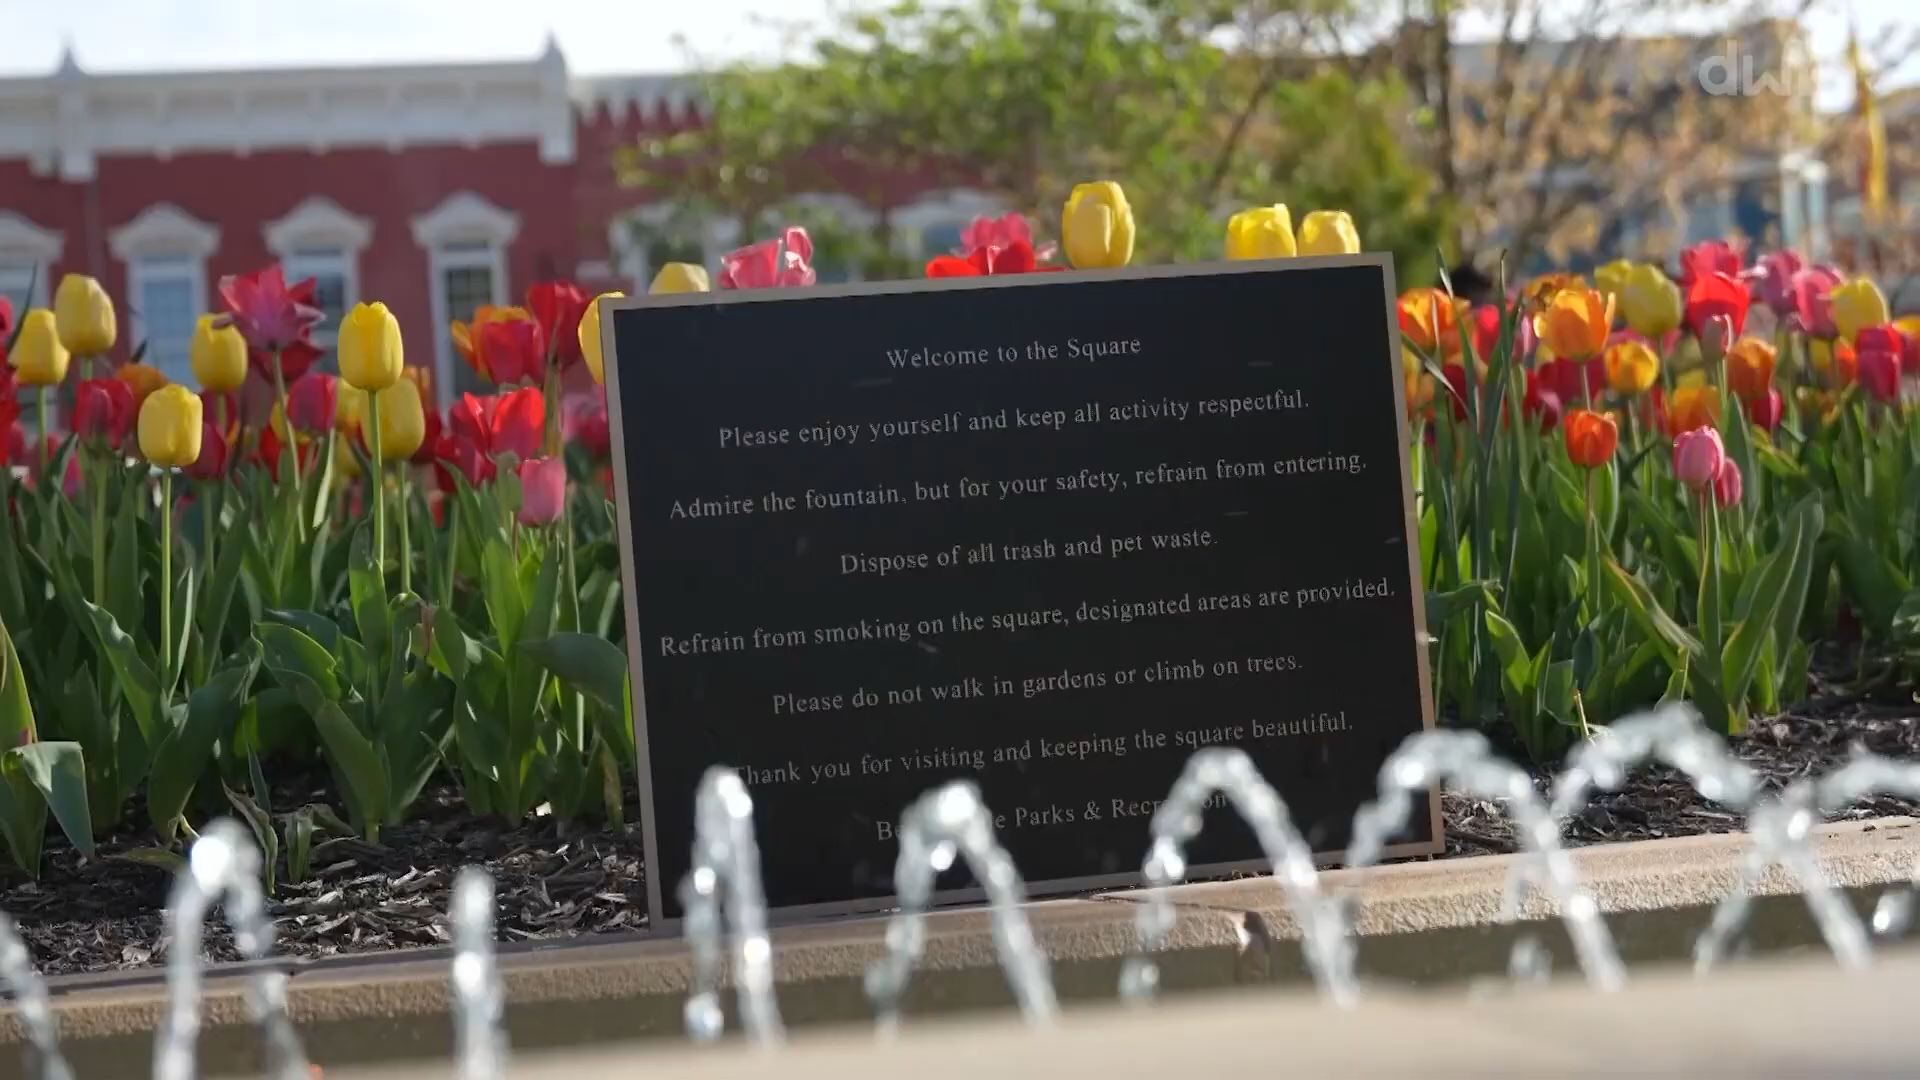 Welcome to the Square
Please enjoy yourself and keep all activity respectful.
Admire the fountain, but for your safety, refrain from entering.
Dispose of all trash and pet waste.
Refrain from smoking on the square, designated areas are provided.
Please do not walk in gardens or climb on trees.
Thank you for visiting and keeping the square beautiful.
Parks & Recreation